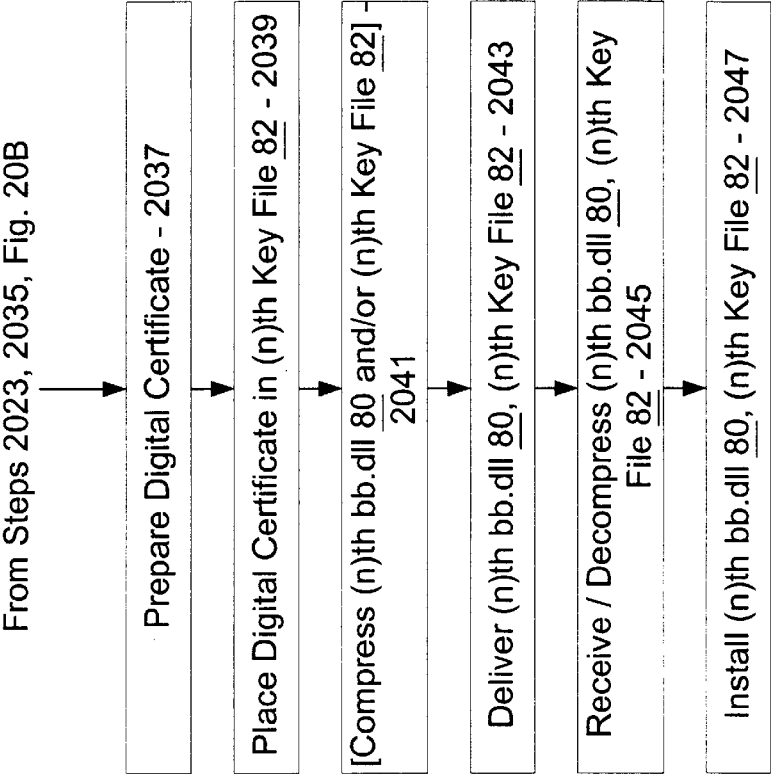 From Steps 2023, 2035, Fig. 20B
Prepare Digital Certificate - 2037
Place Digital Certificate in (n)th Key File 82 - 2039
[Compress (n)th bb.dll 80 and/or (n)th Key File 82] -
2041
Deliver (n)th bb.dll 80, (n)th Key File 82 - 2043
Receive / Decompress (n)th bb.dll 80, (n)th Key
File 82 - 2045
Install (n)th bb.dll 80, (n)th Key File 82 - 2047